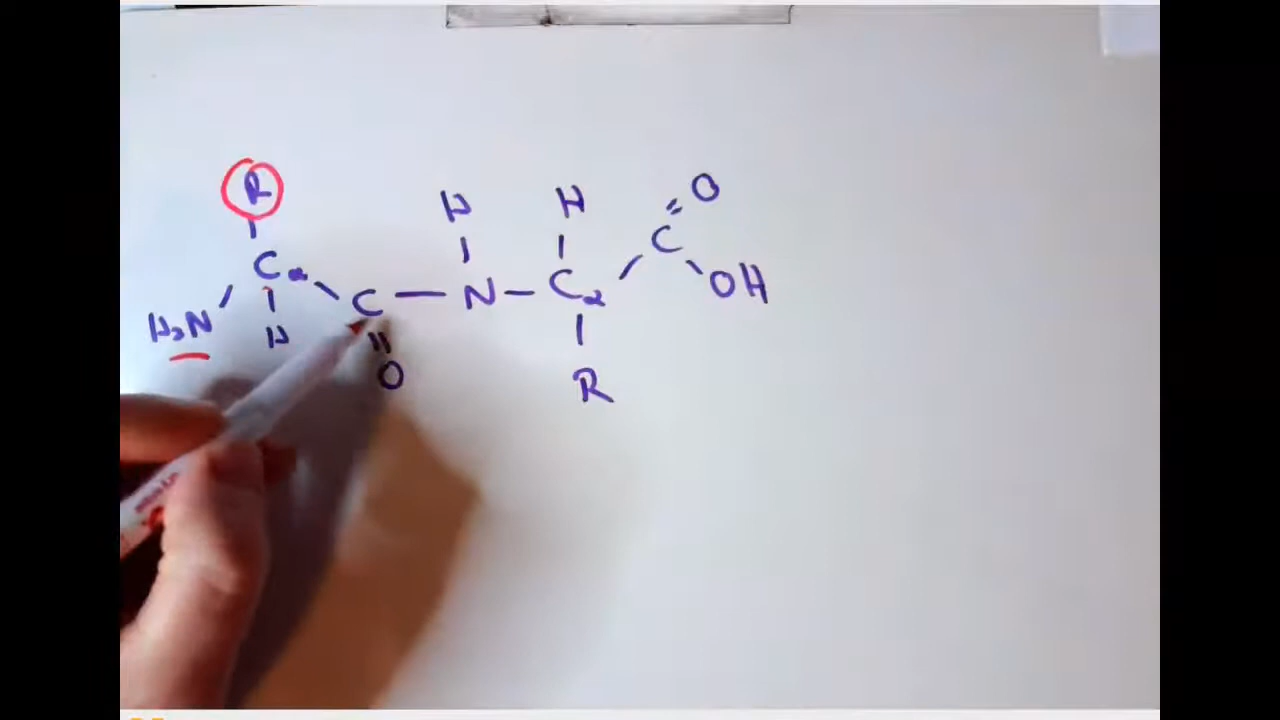 R H H O
Cα C N Cα C OH
H₂N H O R